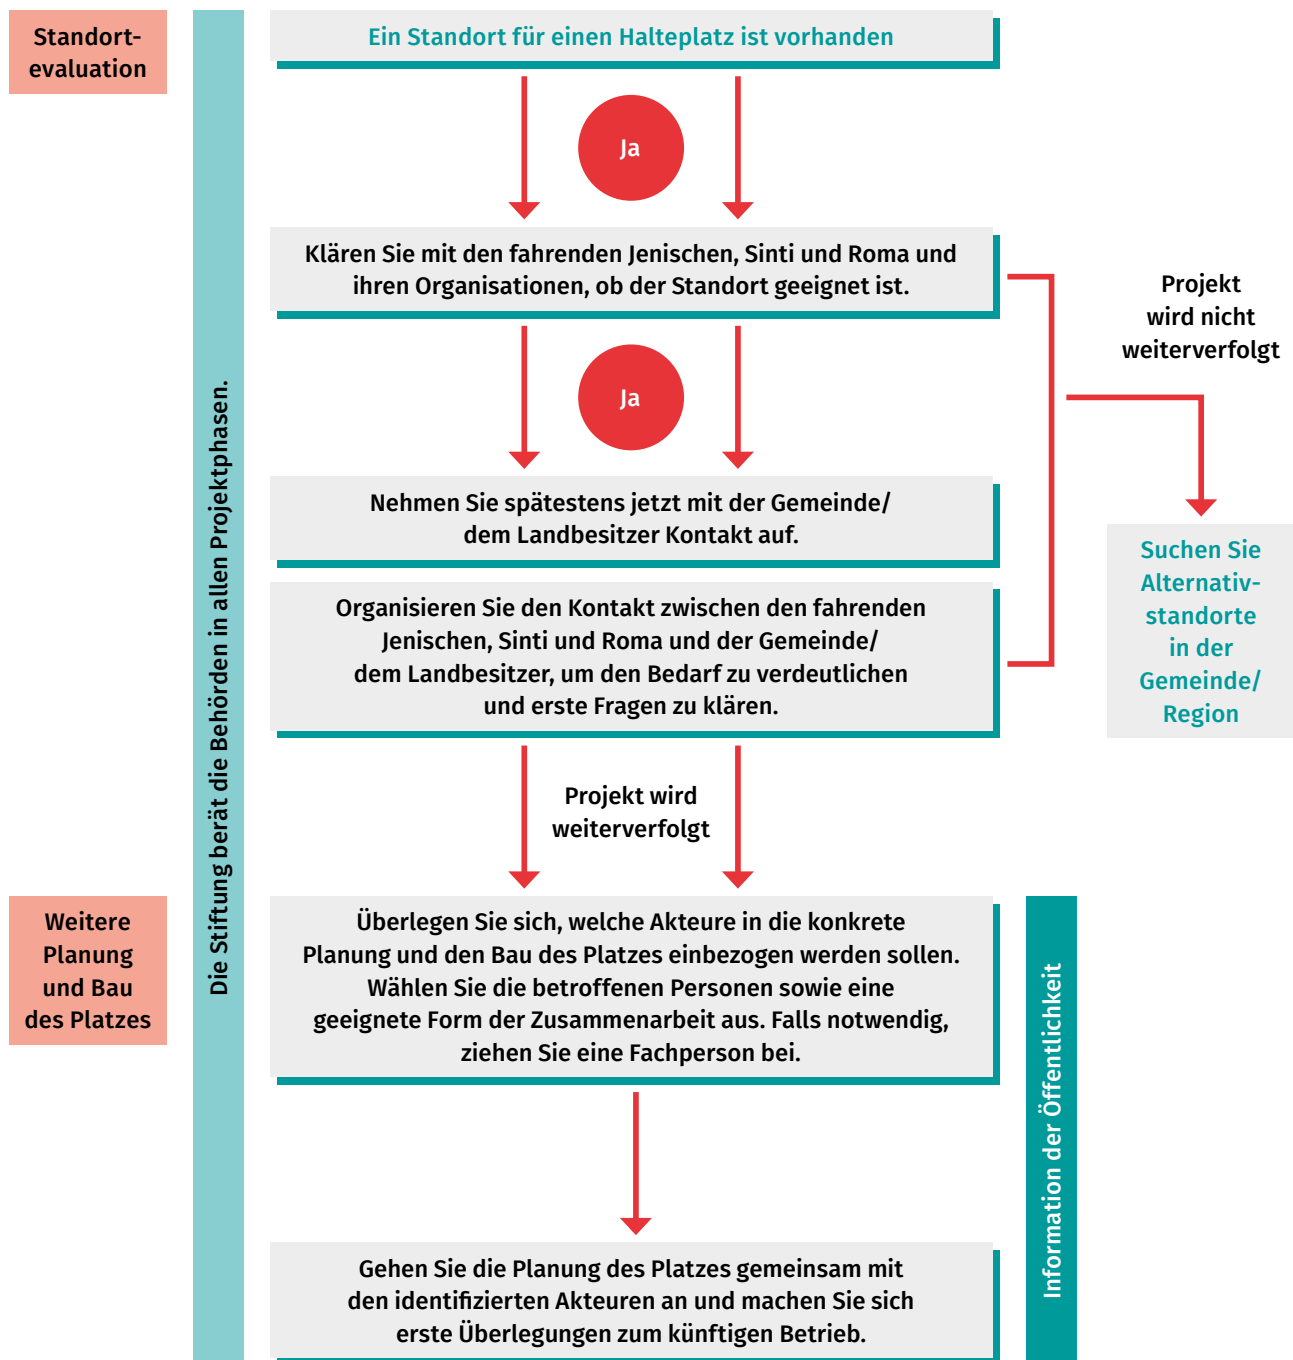 Standort-
evaluation
Ein Standort für einen Halteplatz ist vorhanden
Ja
Klären Sie mit den fahrenden Jenischen, Sinti und Roma und
ihren Organisationen, ob der Standort geeignet ist.
Projekt
wird nicht
weiterverfolgt
Ja
Die Stiftung berät die Behörden in allen Projektphasen.
Nehmen Sie spätestens jetzt mit der Gemeinde/
dem Landbesitzer Kontakt auf.
Suchen Sie
Alternativ-
standorte
in der
Gemeinde/
Region
Organisieren Sie den Kontakt zwischen den fahrenden
Jenischen, Sinti und Roma und der Gemeinde/
dem Landbesitzer, um den Bedarf zu verdeutlichen
und erste Fragen zu klären.
Projekt wird
weiterverfolgt
Weitere
Planung
und Bau
des Platzes
Überlegen Sie sich, welche Akteure in die konkrete
Planung und den Bau des Platzes einbezogen werden sollen.
Wählen Sie die betroffenen Personen sowie eine
geeignete Form der Zusammenarbeit aus. Falls notwendig,
ziehen Sie eine Fachperson bei.
Information der Öffentlichkeit
Gehen Sie die Planung des Platzes gemeinsam mit
den identifizierten Akteuren an und machen Sie sich
erste Überlegungen zum künftigen Betrieb.